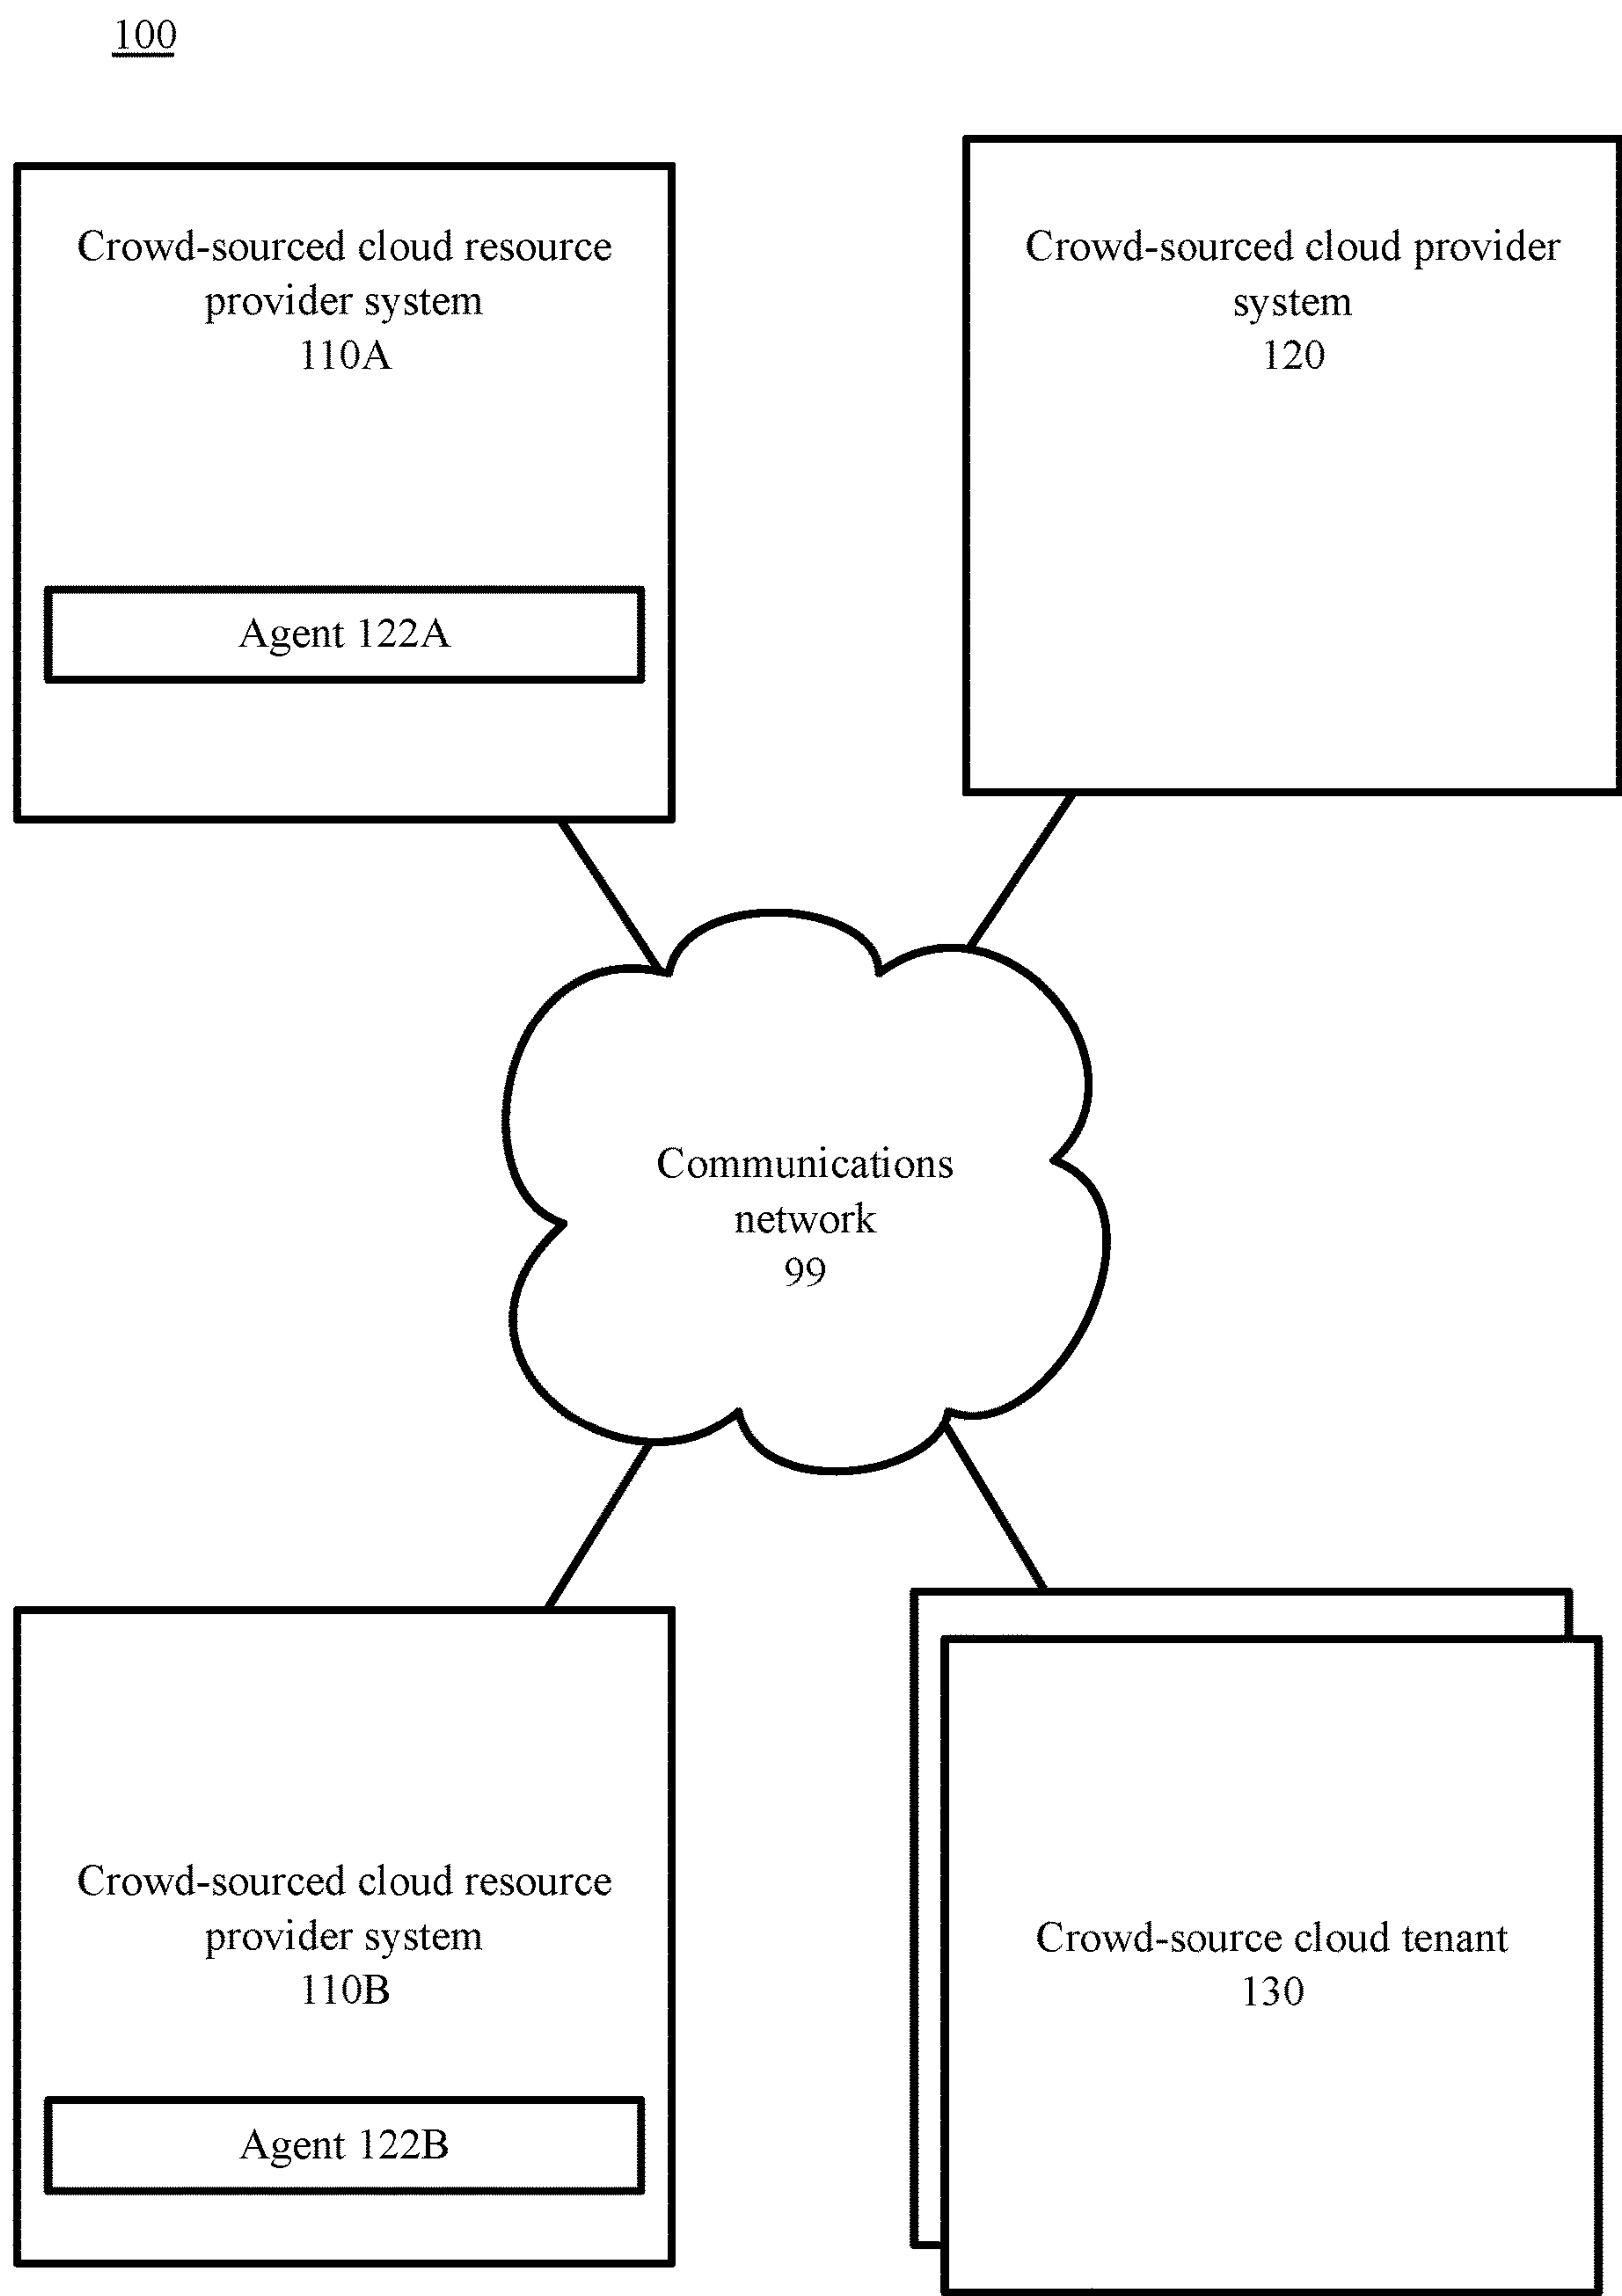 100
Crowd-sourced cloud resource
provider system
110A
Agent 122A
Crowd-sourced cloud provider
system
120
Communications
network
99
Crowd-sourced cloud resource
provider system
110B
Agent 122B
Crowd-source cloud tenant
130